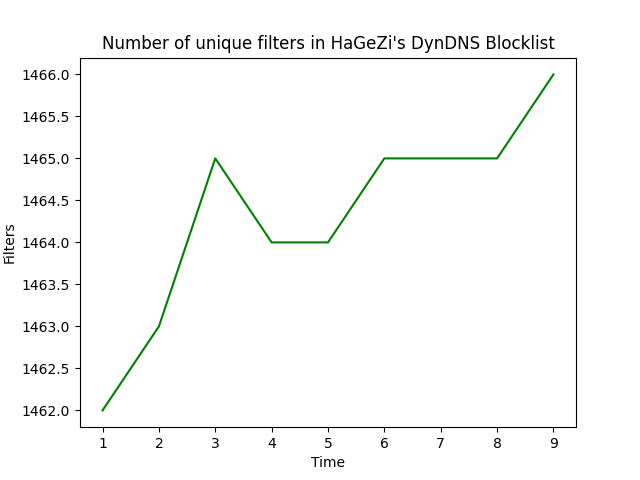 Number of unique filters in HaGeZi's DynDNS Blocklist
1466.0
1465.5
1465.0
1464.5
1464.0
1463.5
1463.0
1462.5
1462.0
Filters
1 2 3 4 5 6 7 8 9
Time